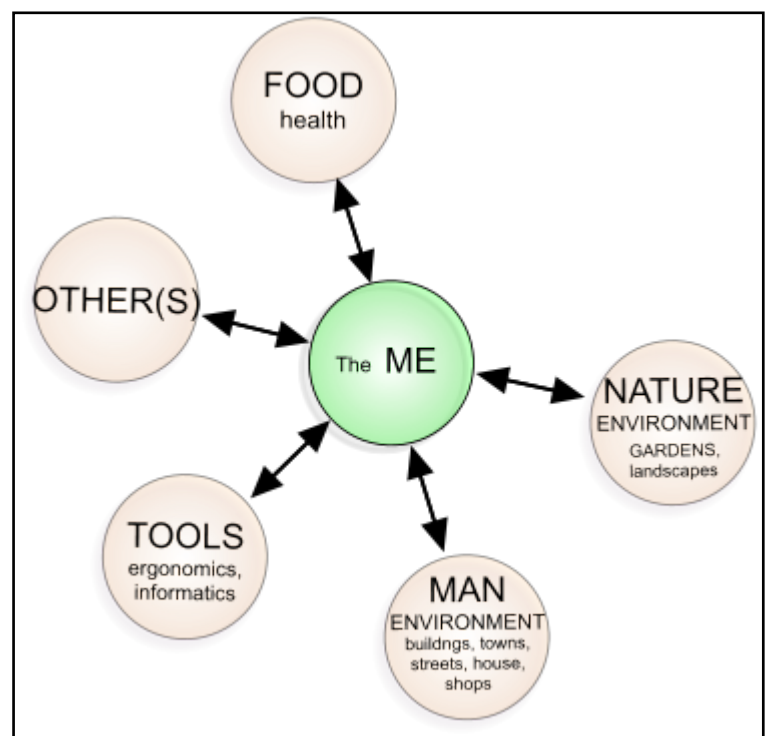 FOOD
health
OTHER(S)
The ME
NATURE
ENVIRONMENT
GARDENS,
landscapes
TOOLS
ergonomics,
informatics
MAN
ENVIRONMENT
buildngs, towns,
streets, house,
shops